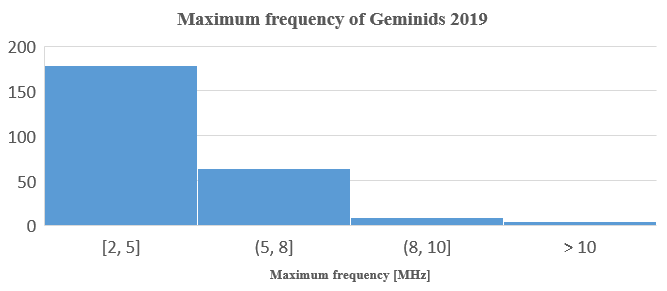 Maximum frequency of Geminids 2019
200
150
100
50
0
[2, 5] (5, 8] (8, 10] > 10
Maximum frequency [MHz]